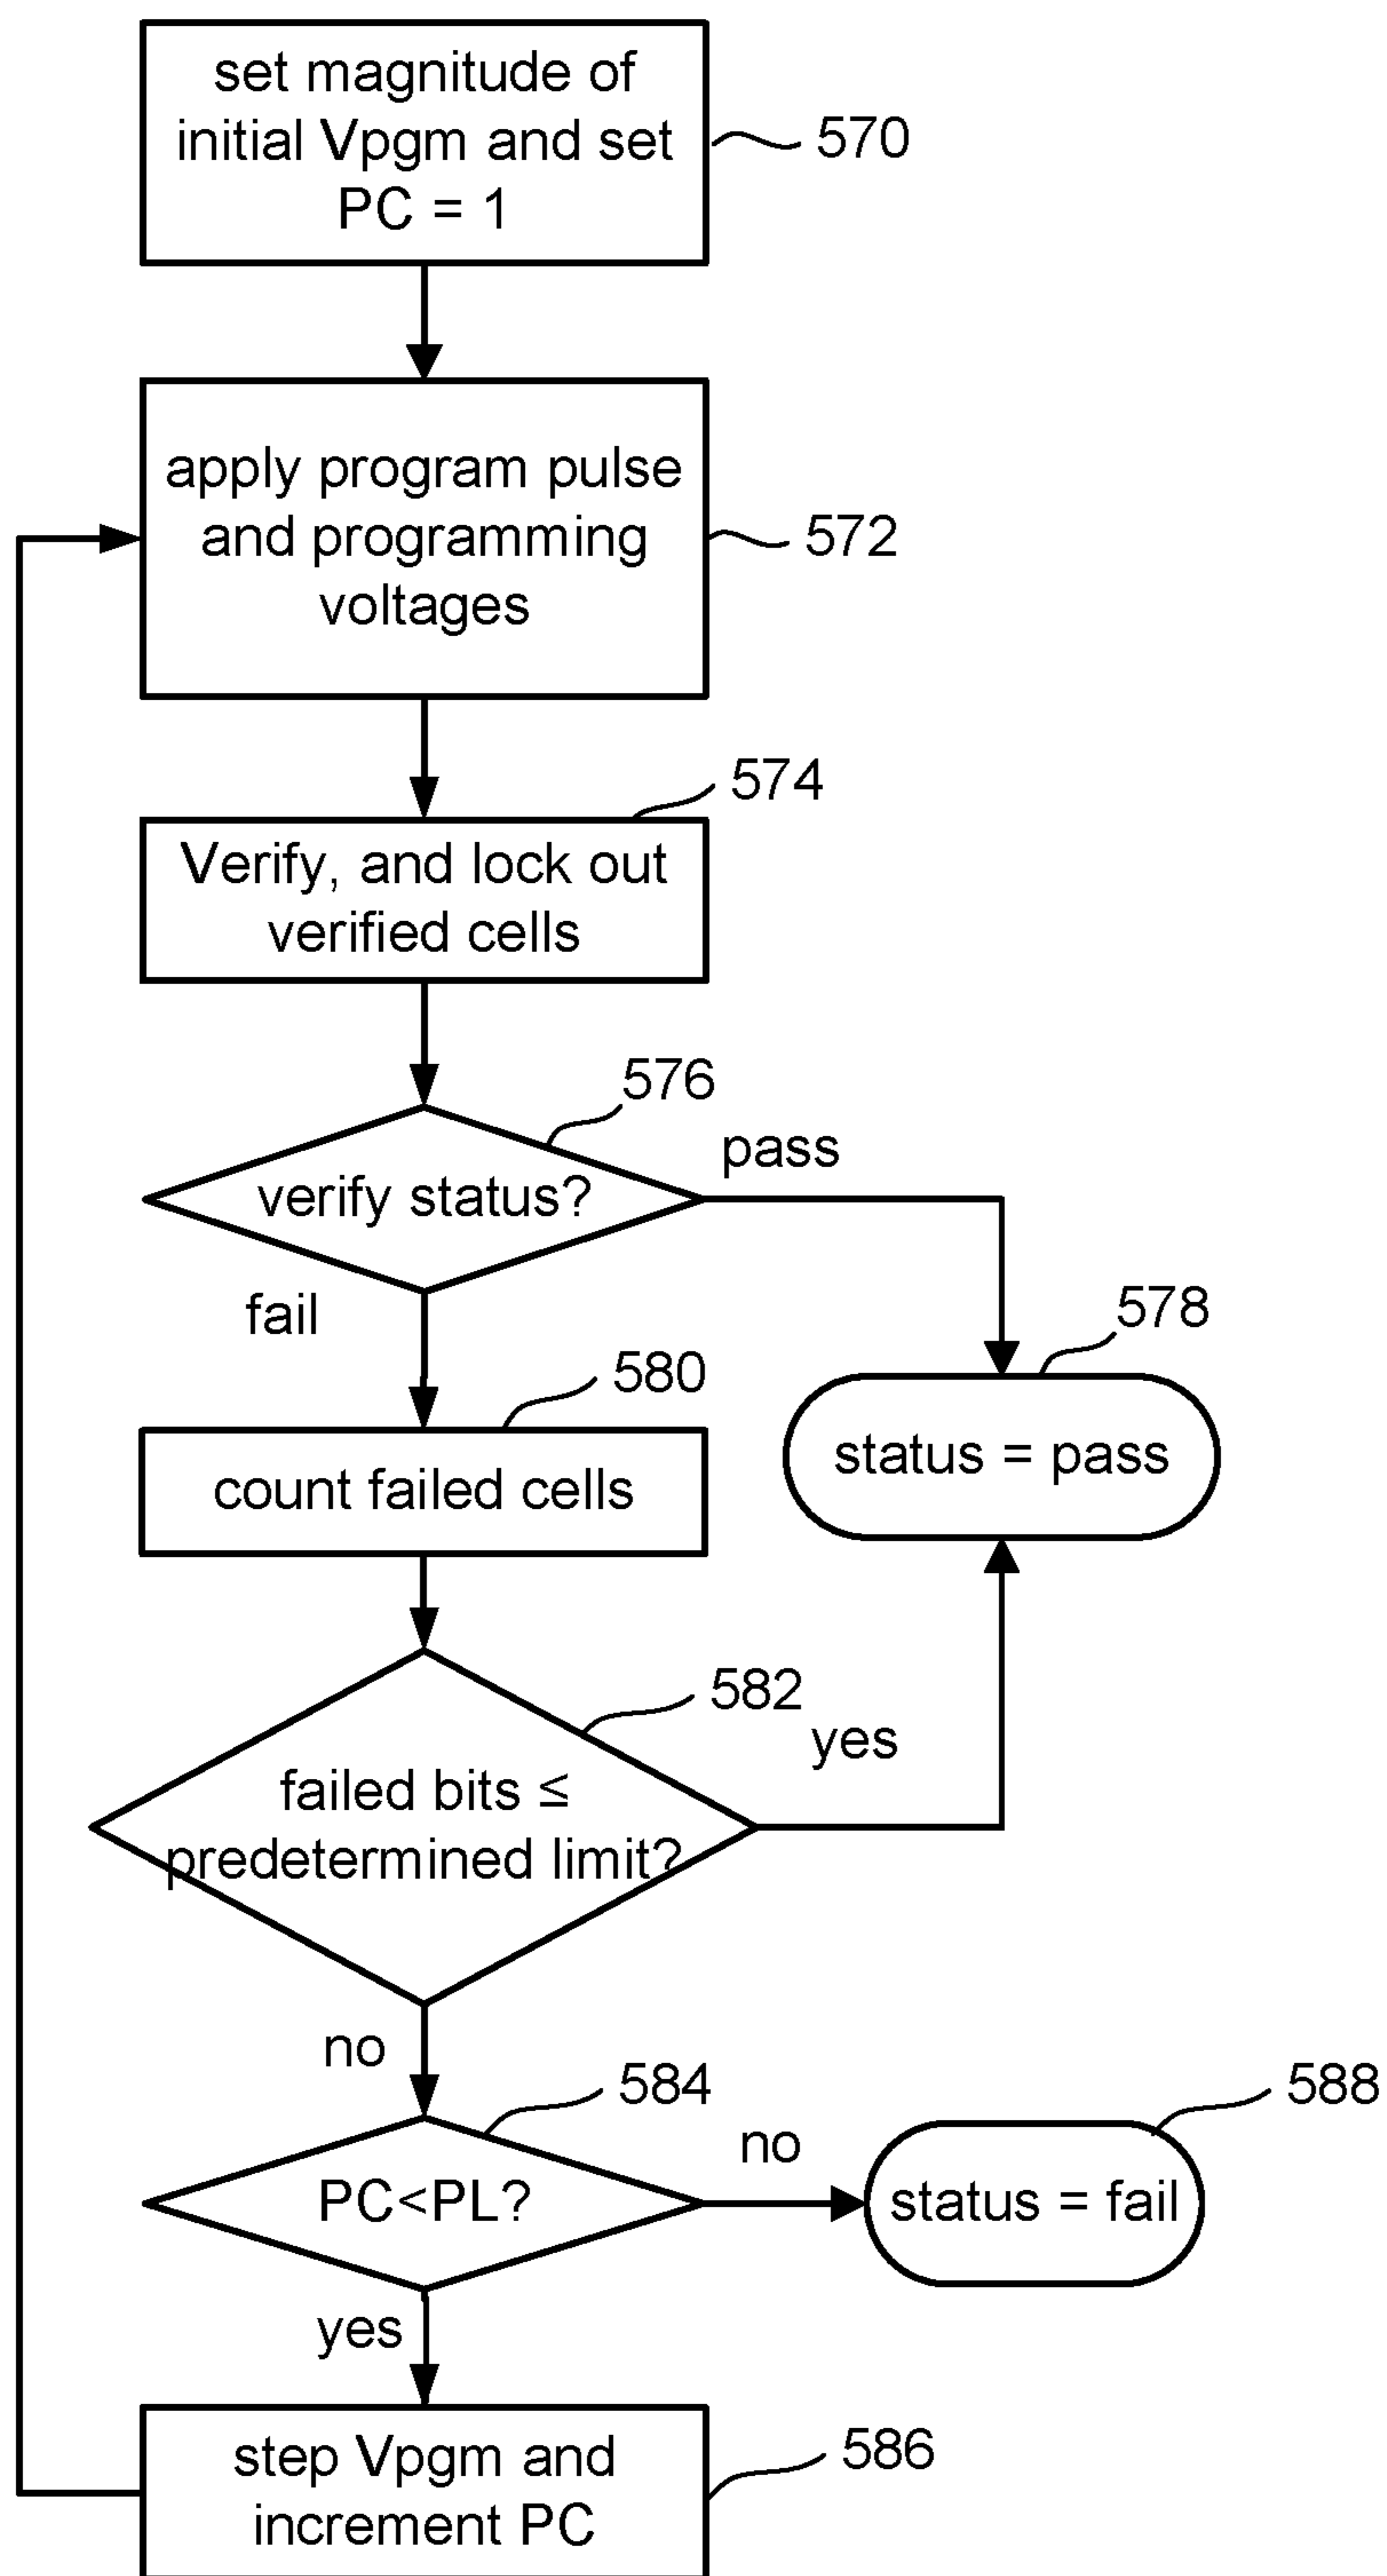 set magnitude of
initial Vpgm and set
PC = 1
570
apply program pulse
and programming
voltages
572
574
Verify, and lock out
verified cells
576
pass
verify status?
fail
578
580
status = pass
count failed cells
582
yes
failed bits ≤
predetermined limit?
no
584
588
no
PC<PL?
status = fail
yes
step Vpgm and
increment PC
586